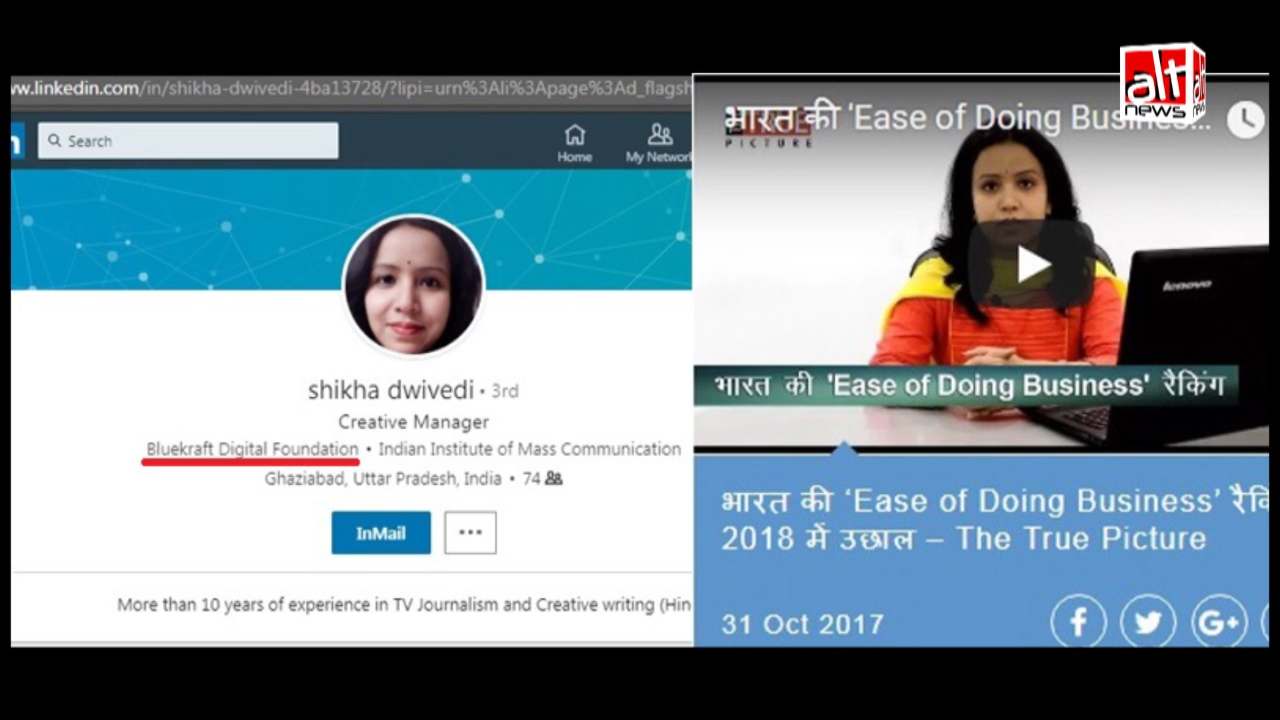 alt
news
w.linkedin.com/in/shikha-dwivedi-4ba13728/?lipi=urn%3Ali%3Apage%3Ad_flagsh
Search
Home
My Network
shikha dwivedi · 3rd
Creative Manager
Bluekraft Digital Foundation • Indian Institute of Mass Communication
Ghaziabad, Uttar Pradesh, India • 74
InMail
More than 10 years of experience in TV Journalism and Creative writing (Hin
भारत की 'Ease of Doing Busines...
PICTURE
lenovo
भारत की 'Ease of Doing Business' रैकिंग
भारत की ‘Ease of Doing Business’
2018 में उछाल – The True Picture
31 Oct 2017
f
G+